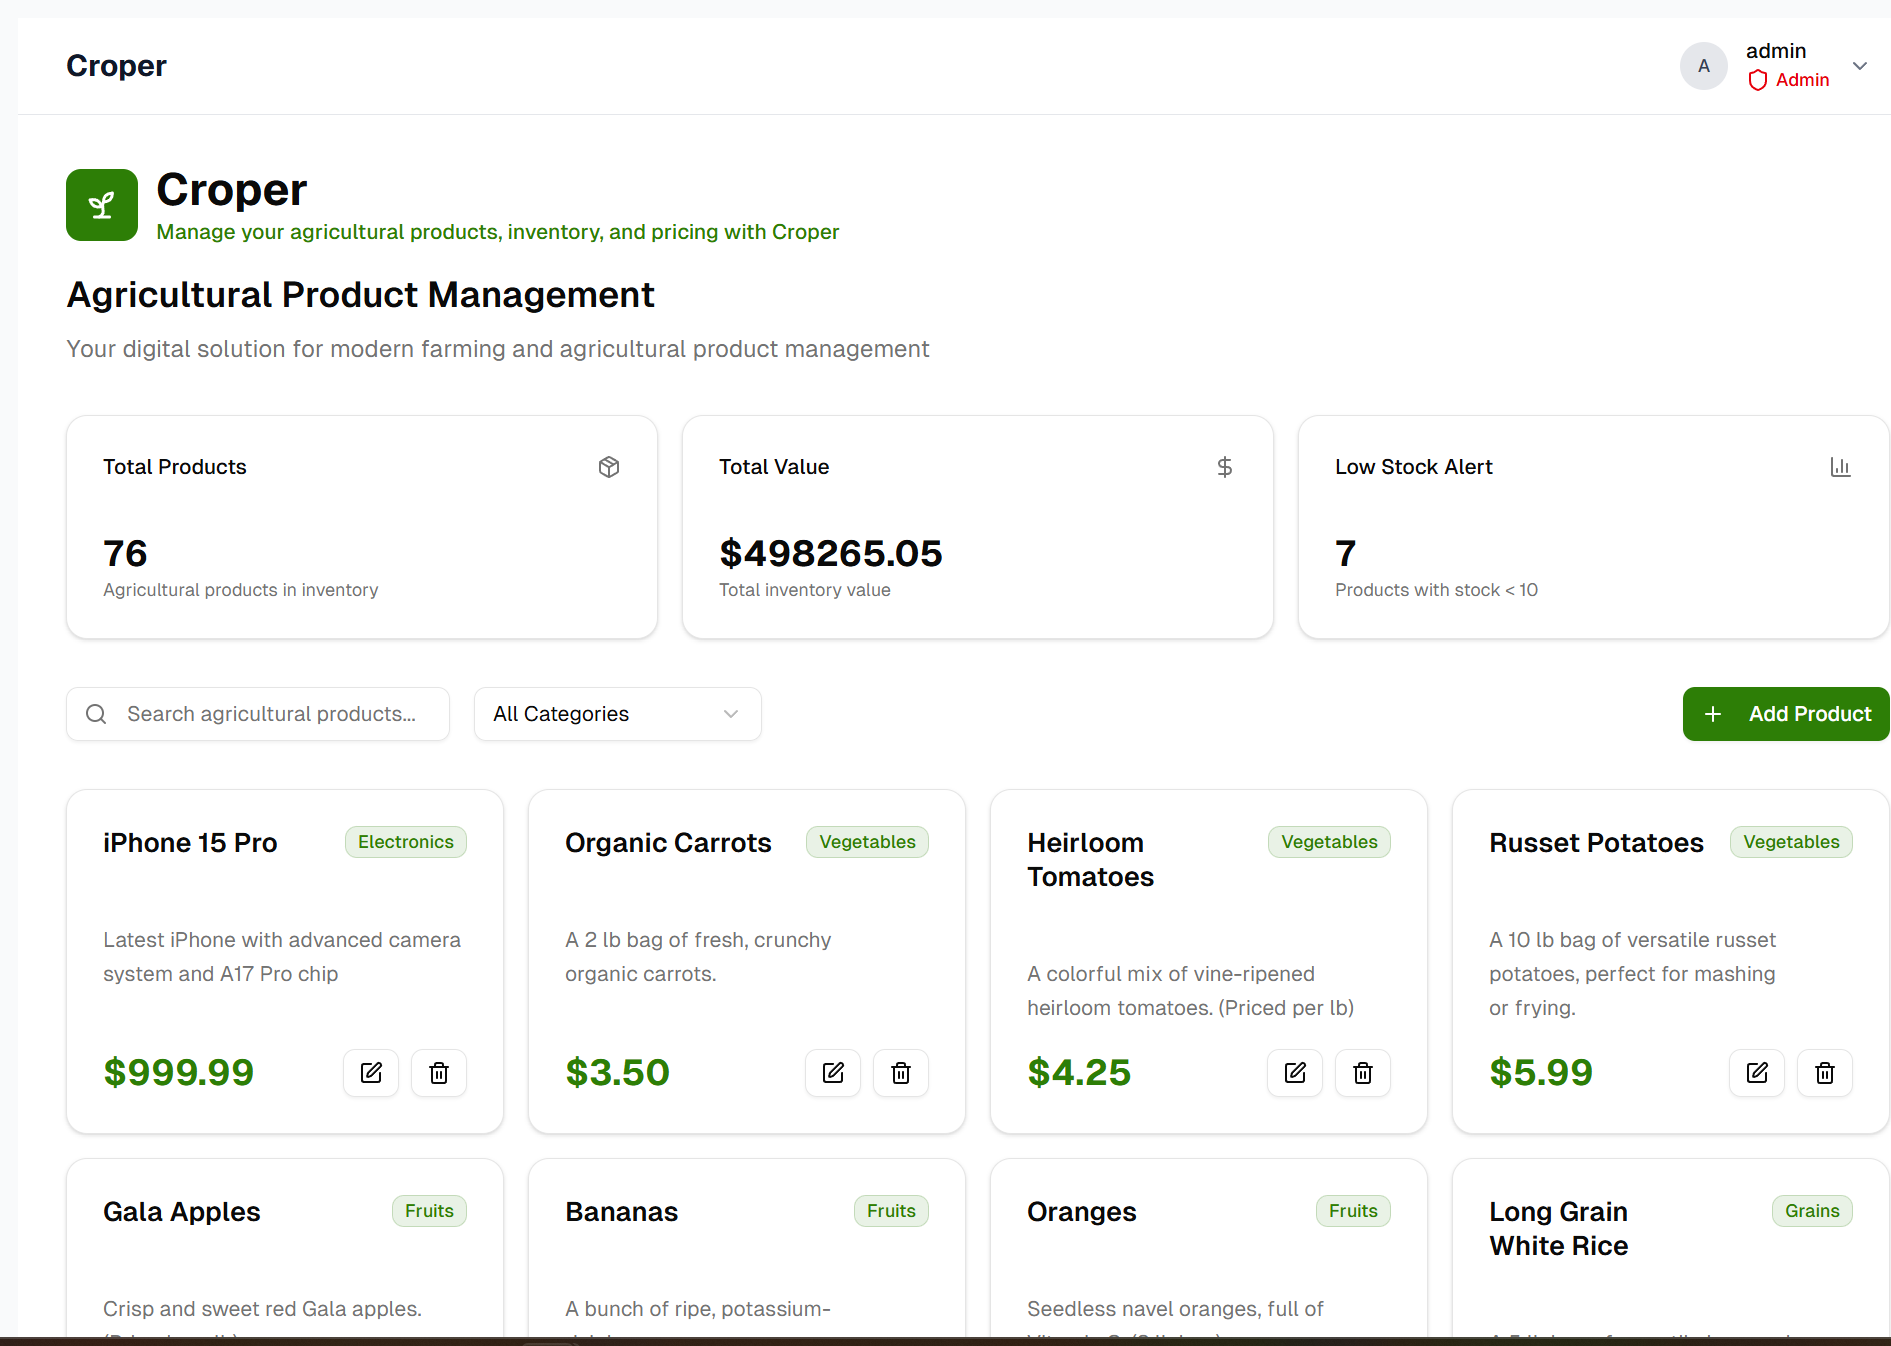 Croper
A
admin
Admin
Croper
Manage your agricultural products, inventory, and pricing with Croper
Agricultural Product Management
Your digital solution for modern farming and agricultural product management
Total Products
76
Agricultural products in inventory
Total Value
$498265.05
Total inventory value
Low Stock Alert
7
Products with stock < 10
Search agricultural products...
All Categories
Add Product
iPhone 15 Pro
Electronics
Latest iPhone with advanced camera
system and A17 Pro chip
$999.99
Organic Carrots
Vegetables
A 2 lb bag of fresh, crunchy
organic carrots.
$3.50
Heirloom
Tomatoes
Vegetables
A colorful mix of vine-ripened
heirloom tomatoes. (Priced per lb)
$4.25
Russet Potatoes
Vegetables
A 10 lb bag of versatile russet
potatoes, perfect for mashing
or frying.
$5.99
Gala Apples
Fruits
Crisp and sweet red Gala apples.
Bananas
Fruits
A bunch of ripe, potassium-
Oranges
Fruits
Seedless navel oranges, full of
Long Grain
White Rice
Grains